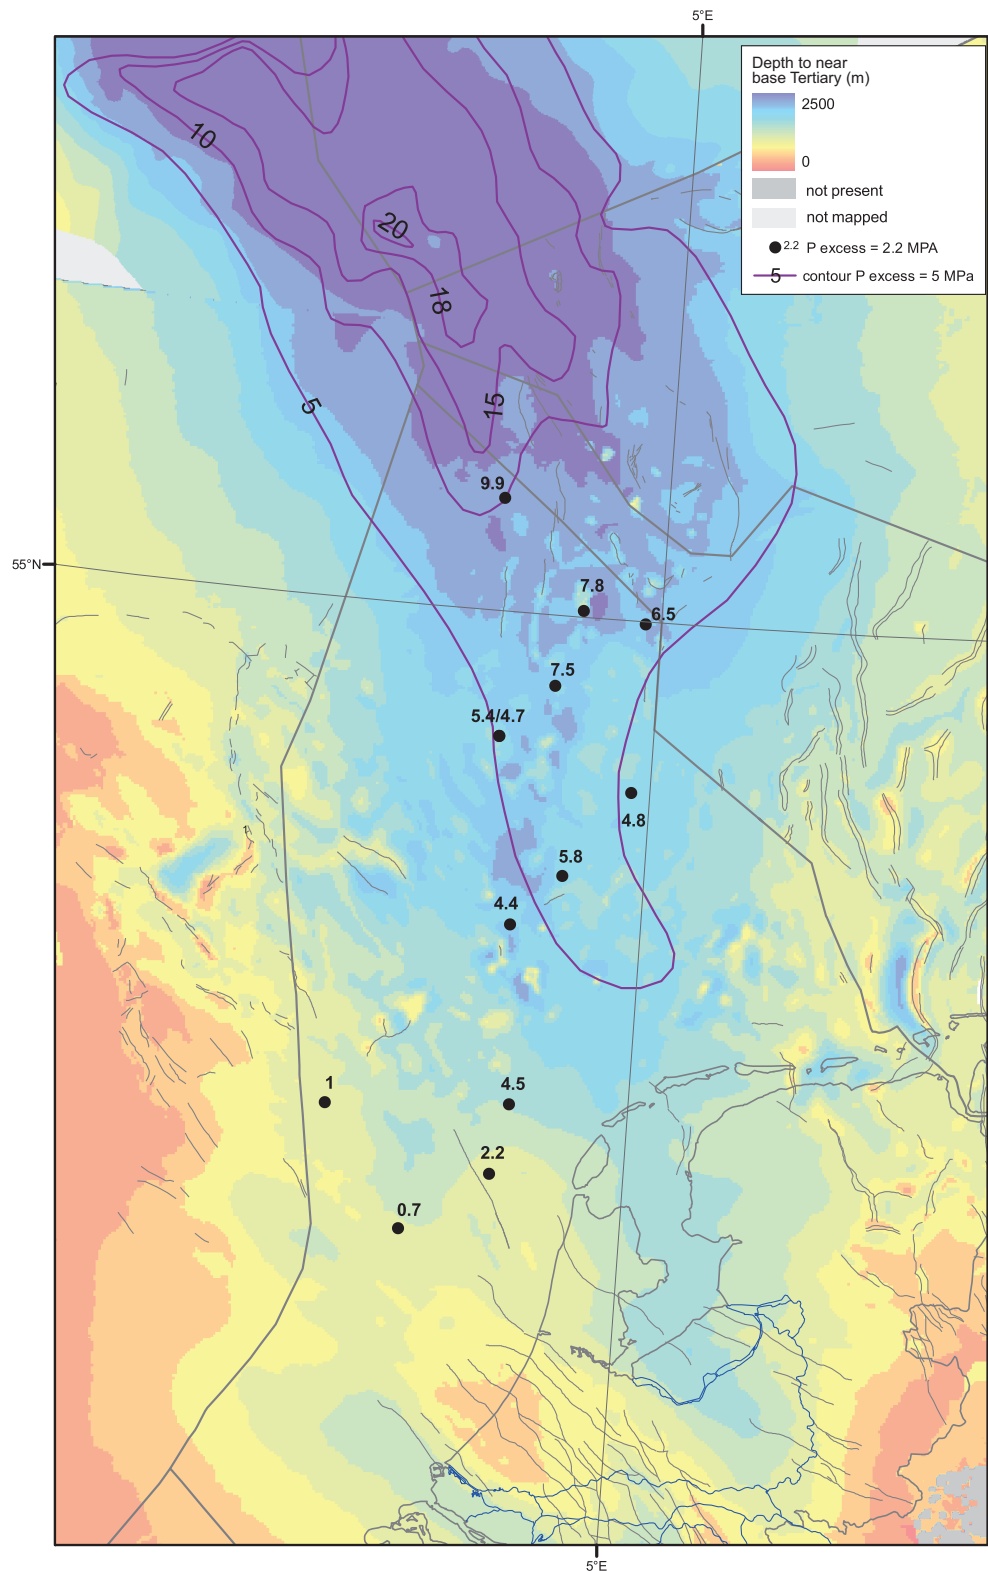 5°E
Depth to near
base Tertiary (m)
2500
0
not present
not mapped
2.2 P excess = 2.2 MPA
5 contour P excess = 5 MPa
10
20
18
5
15
9.9
55°N
7.8
6.5
7.5
5.4/4.7
4.8
5.8
4.4
1
4.5
2.2
0.7
5°E